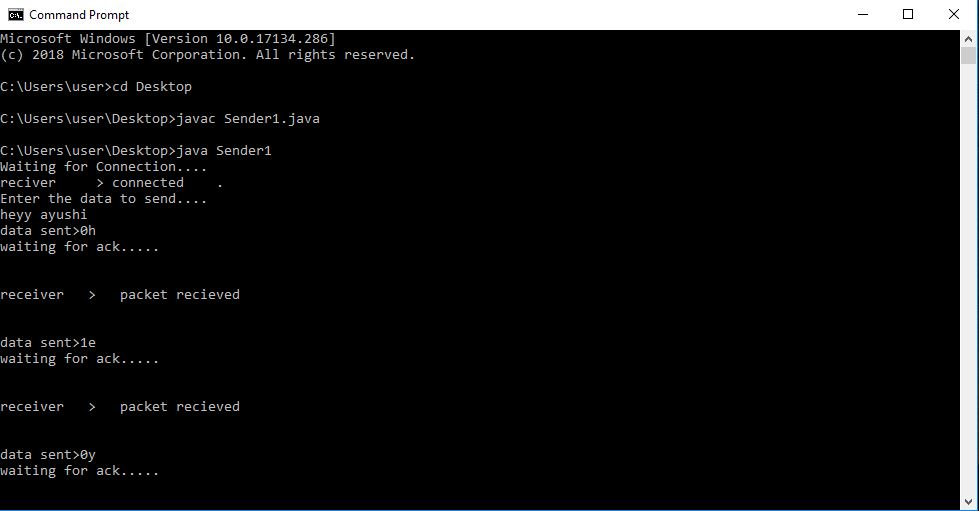 Command Prompt
Microsoft Windows [Version 10.0.17134.286]
(c) 2018 Microsoft Corporation. All rights reserved.
C:\Users\user>cd Desktop
C:\Users\user\Desktop>javac Sender1.java
C:\Users\user\Desktop>java Sender1
Waiting for Connection....
reciver     > connected    .
Enter the data to send....
heyy ayushi
data sent>0h
waiting for ack.....
receiver   >   packet recieved
data sent>1e
waiting for ack.....
receiver   >   packet recieved
data sent>0y
waiting for ack.....